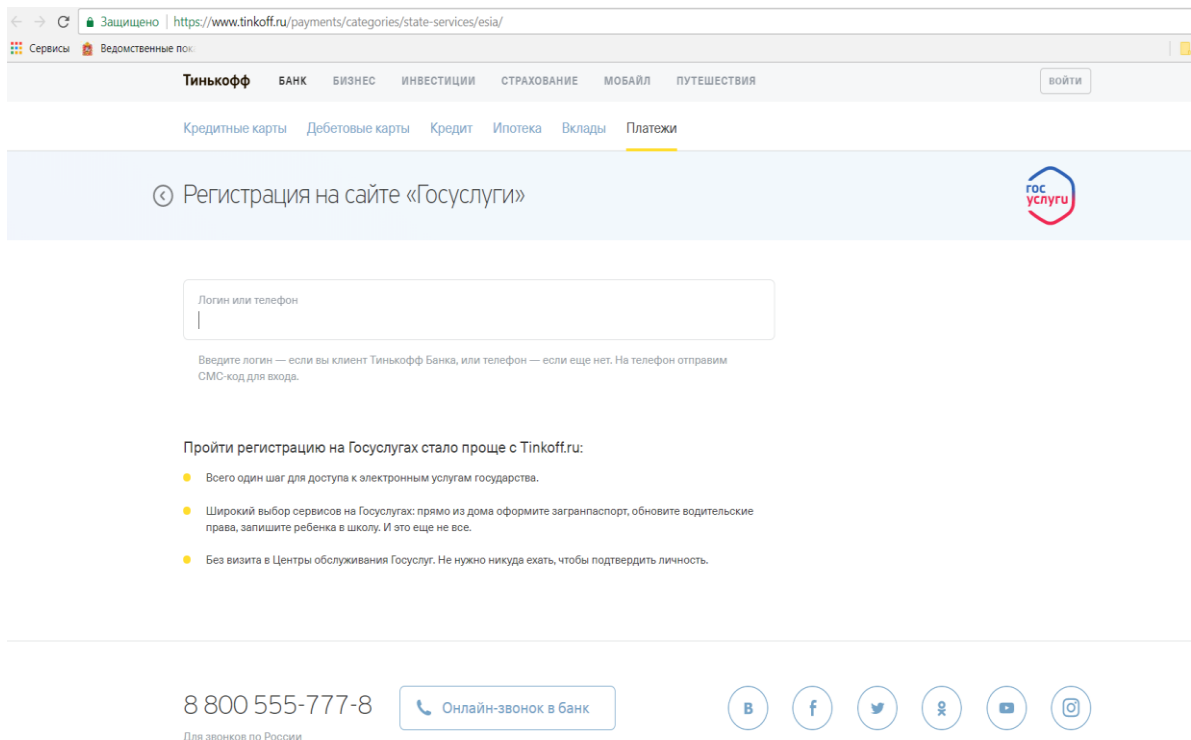 Защищено https://www.tinkoff.ru/payments/categories/state-services/esia/
Сервисы Ведомственные пок
Тинькофф БАНК БИЗНЕС ИНВЕСТИЦИИ СТРАХОВАНИЕ МОБАЙЛ ПУТЕШЕСТВИЯ ВОЙТИ
Кредитные карты Дебетовые карты Кредит Ипотека Вклады Платежи
Регистрация на сайте «Госуслуги»
гос
услуги
Логин или телефон
Введите логин — если вы клиент Тинькофф Банка, или телефон — если еще нет. На телефон отправим
СМС-код для входа.
Пройти регистрацию на Госуслугах стало проще с Tinkoff.ru:
Всего один шаг для доступа к электронным услугам государства.
Широкий выбор сервисов на Госуслугах: прямо из дома оформите загранпаспорт, обновите водительские
права, запишите ребенка в школу. И это еще не все.
Без визита в Центры обслуживания Госуслуг. Не нужно никуда ехать, чтобы подтвердить личность.
8 800 555-777-8 Онлайн-звонок в банк
Для звонков по России